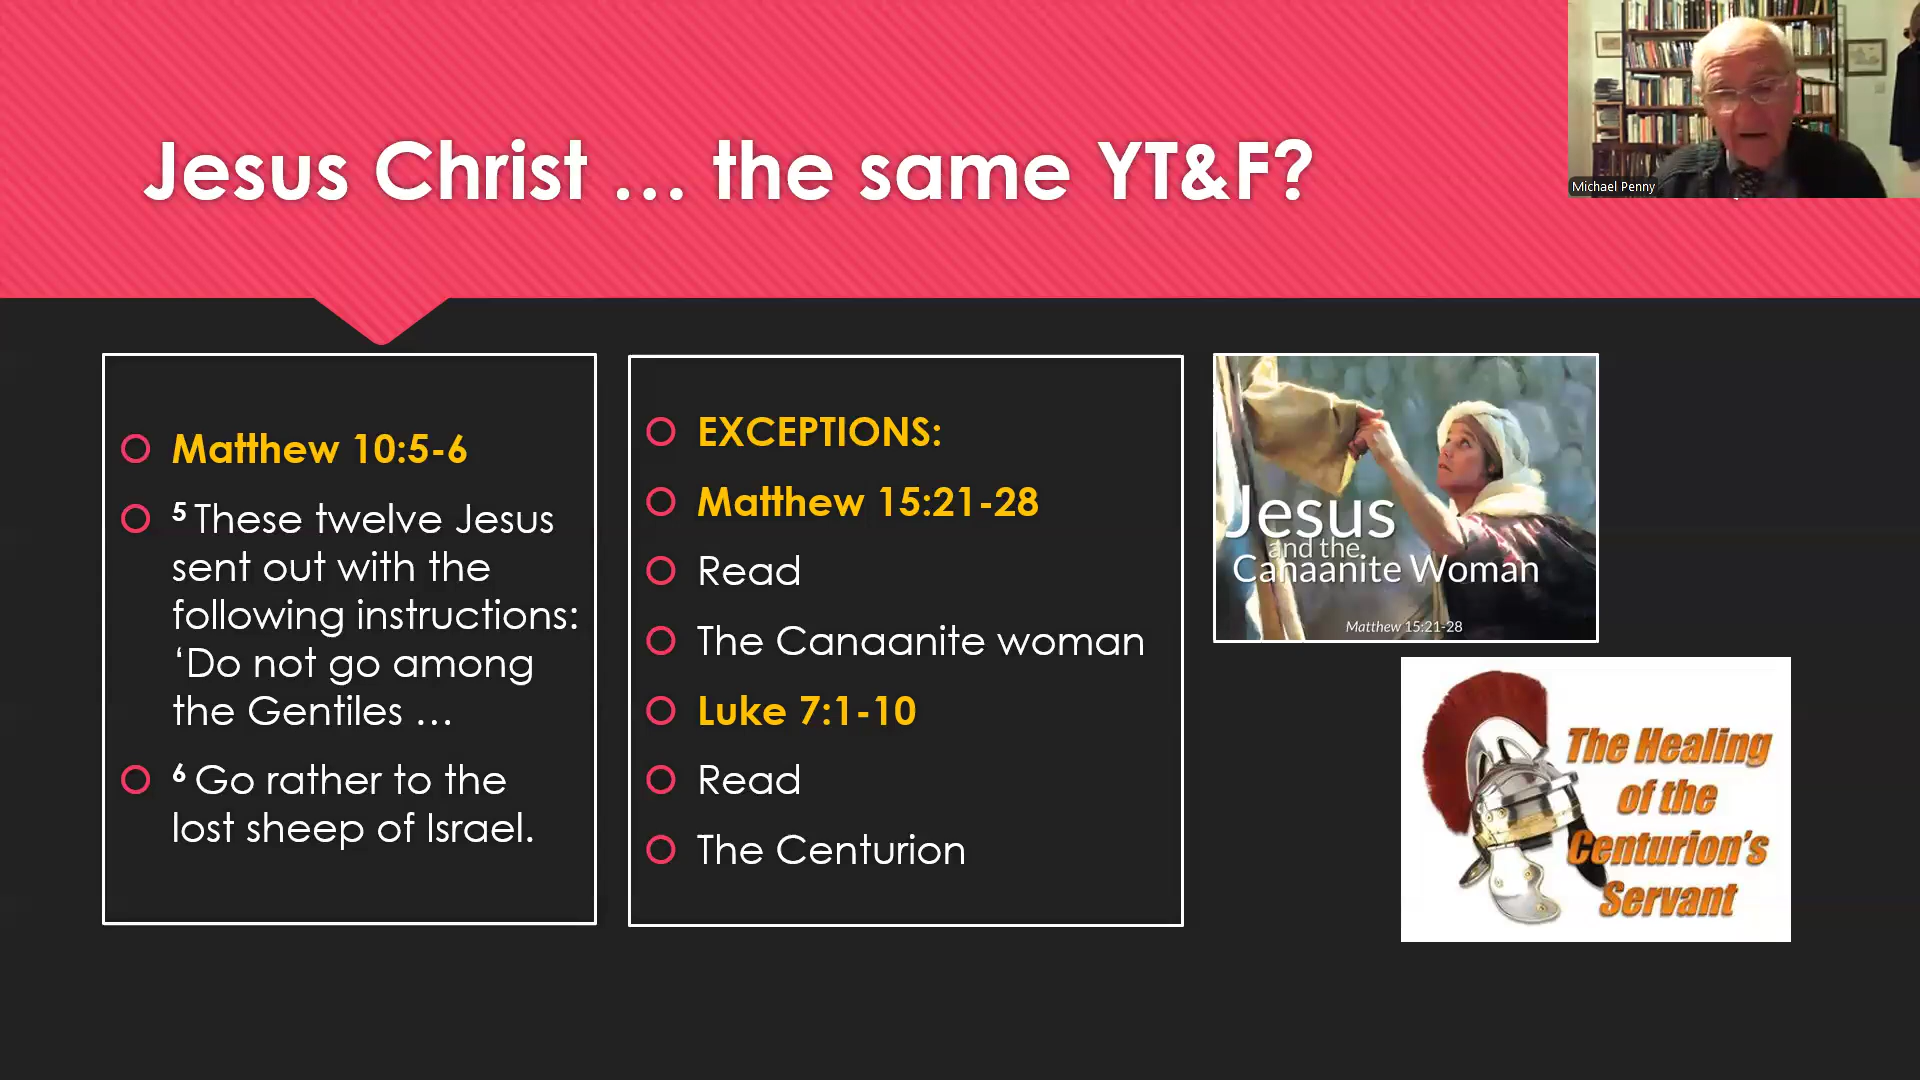 Jesus Christ … the same YT&F?
Michael Penny
Matthew 10:5-6
5 These twelve Jesus
sent out with the
following instructions:
‘Do not go among
the Gentiles …
6 Go rather to the
lost sheep of Israel.
EXCEPTIONS:
Matthew 15:21-28
Read
The Canaanite woman
Luke 7:1-10
Read
The Centurion
Jesus
and the
Canaanite Woman
Matthew 15:21-28
The Healing
of the
Centurion’s
Servant